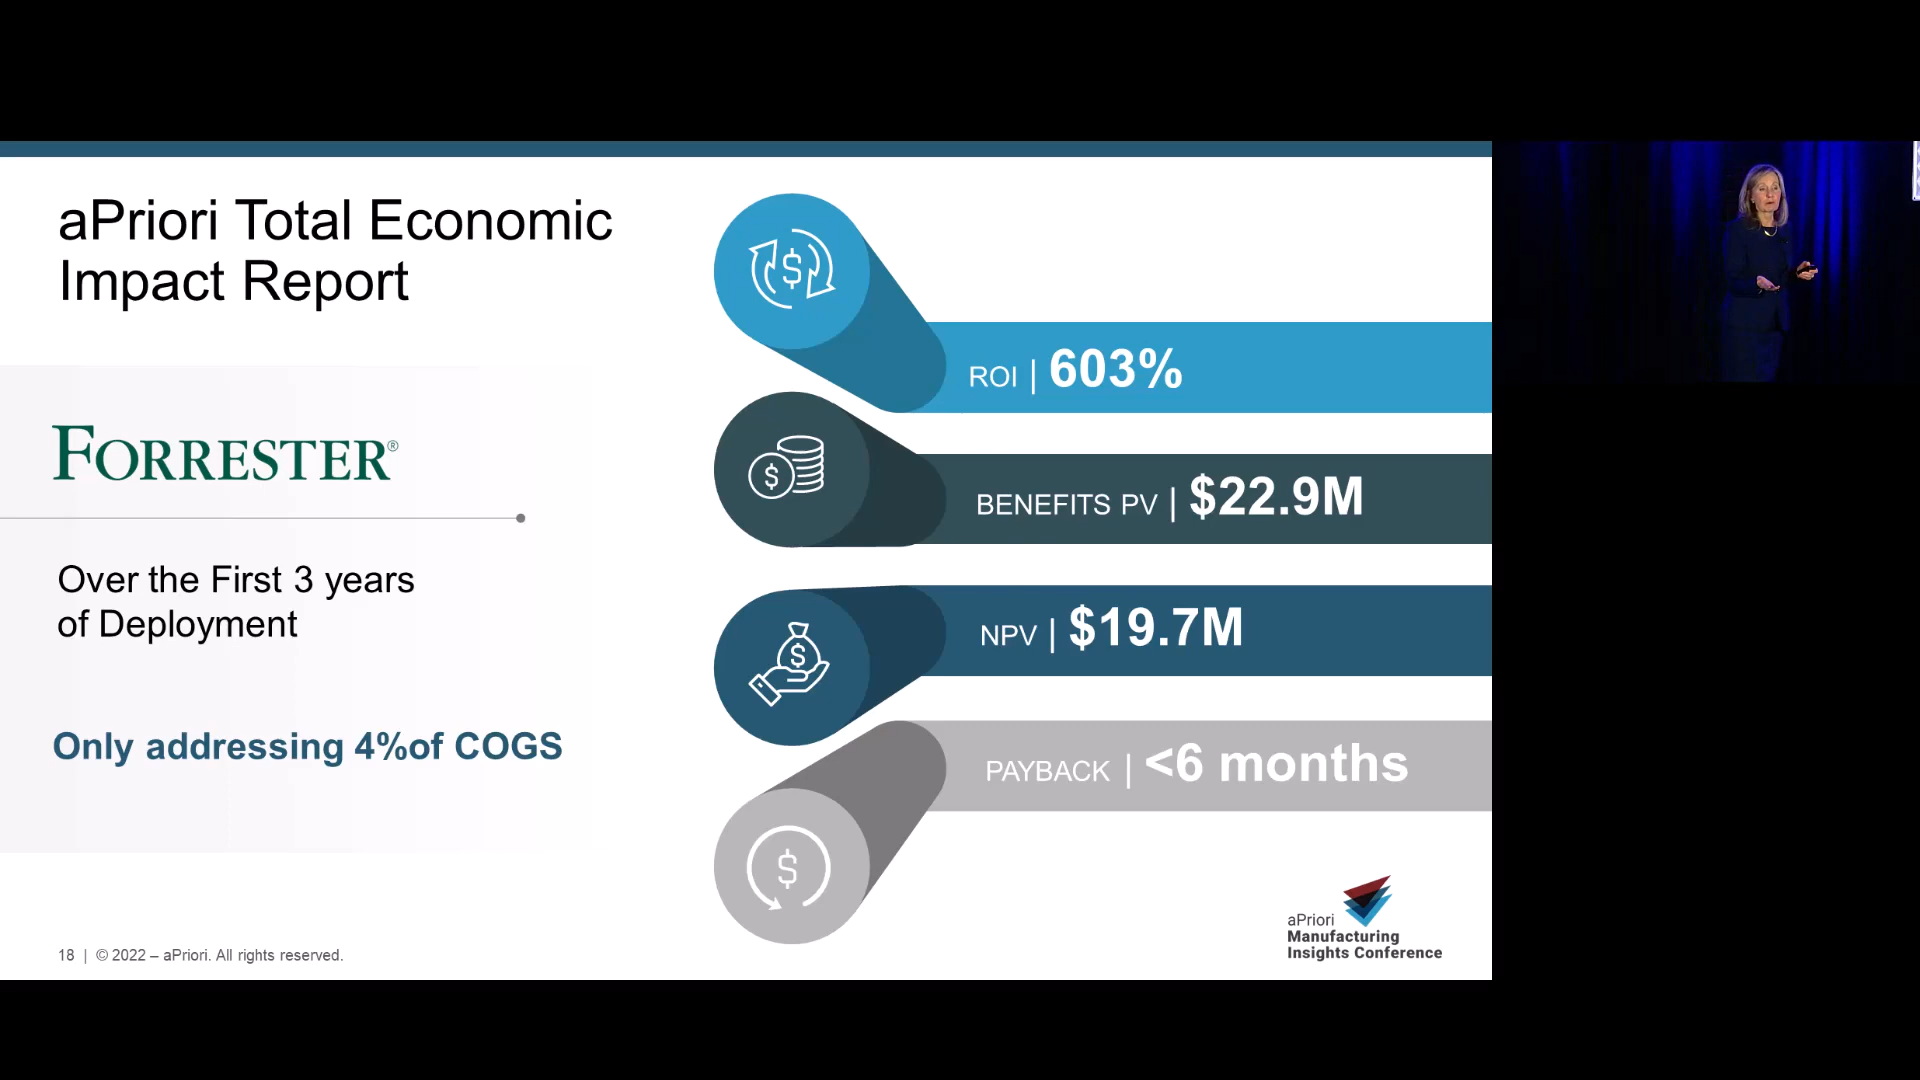 aPriori Total Economic
Impact Report
FORRESTER®
Over the First 3 years
of Deployment
Only addressing 4%of COGS
ROI | 603%
BENEFITS PV | $22.9M
NPV | $19.7M
PAYBACK | <6 months
18 | © 2022 – aPriori. All rights reserved.
aPriori
Manufacturing
Insights Conference